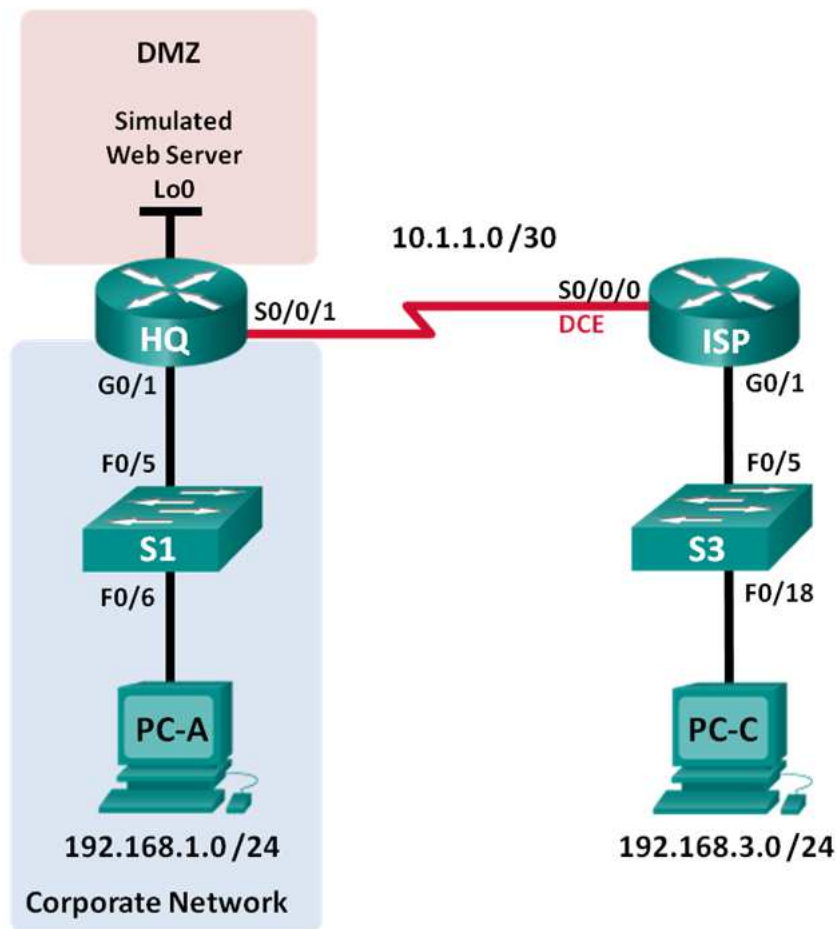 DMZ
Simulated
Web Server
Lo0
10.1.1.0 /30
S0/0/1
S0/0/0
DCE
HQ
ISP
G0/1
G0/1
F0/5
F0/5
S1
S3
F0/6
F0/18
PC-A
PC-C
192.168.1.0 /24
192.168.3.0 /24
Corporate Network